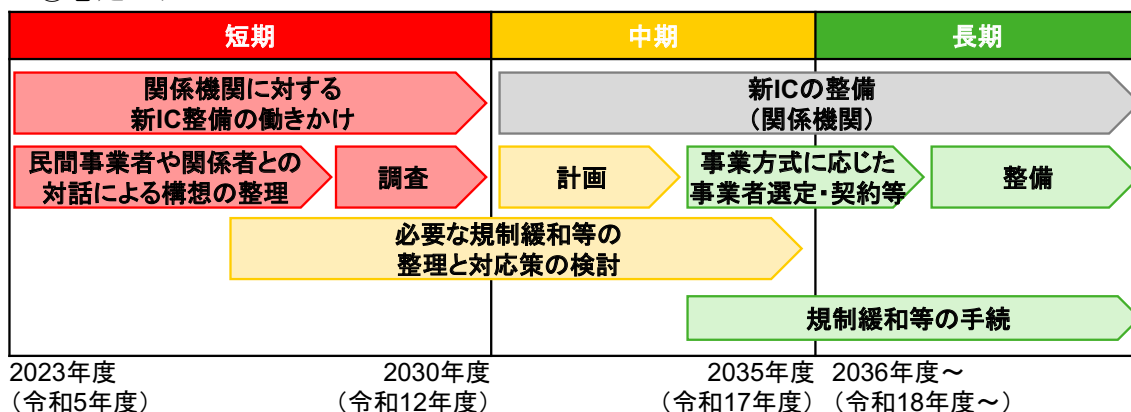 短期
中期
長期
関係機関に対する
新IC整備の働きかけ
新ICの整備
（関係機関）
民間事業者や関係者との
対話による構想の整理
調査
計画
事業方式に応じた
事業者選定・契約等
整備
必要な規制緩和等の
整理と対応策の検討
規制緩和等の手続
2023年度
（令和5年度）
2030年度
（令和12年度）
2035年度
（令和17年度）
2036年度～
（令和18年度～）